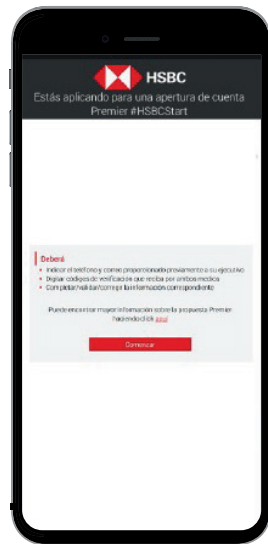 HSBC
Estás aplicando para una apertura de cuenta
Premier #HSBCStart
Deberá
Indicar el teléfono y correo proporcionado previamente a su ejecutivo
Digitar códigos de verificación que reciba por ambos medios
Completar/validar/corregir la información correspondiente
Puede encontrar mayor información sobre la propuesta Premier
haciendo click aquí
Comenzar